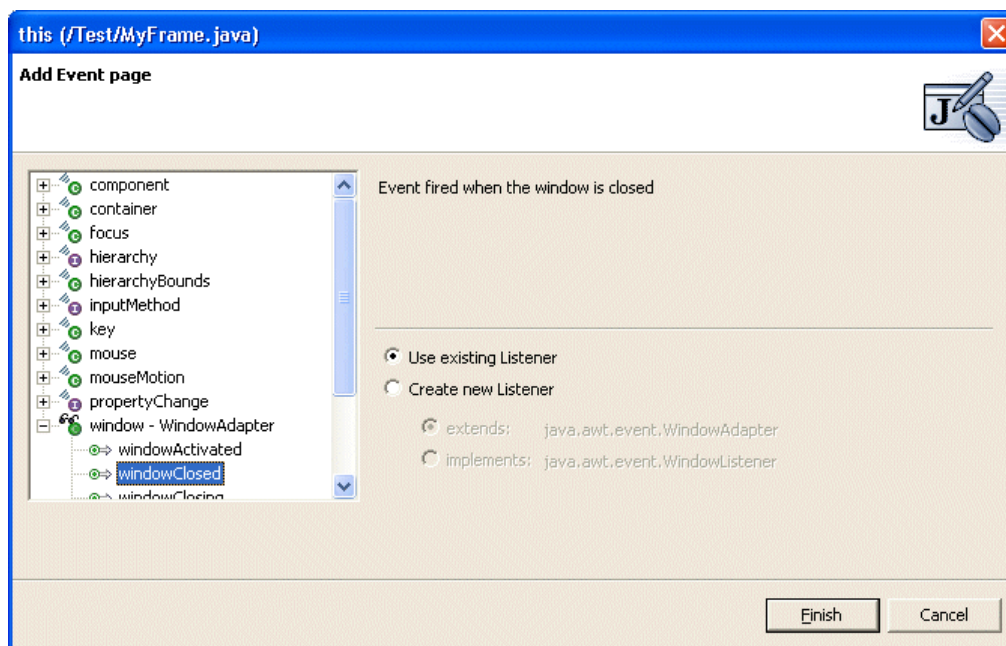 this (/Test/MyFrame.java)
Add Event page
J
component
container
focus
hierarchy
hierarchyBounds
inputMethod
key
mouse
mouseMotion
propertyChange
window - WindowAdapter
windowActivated
windowClosed
windowClosing
Event fired when the window is closed
Use existing Listener
Create new Listener
extends: java.awt.event.WindowAdapter
implements: java.awt.event.WindowListener
Finish
Cancel